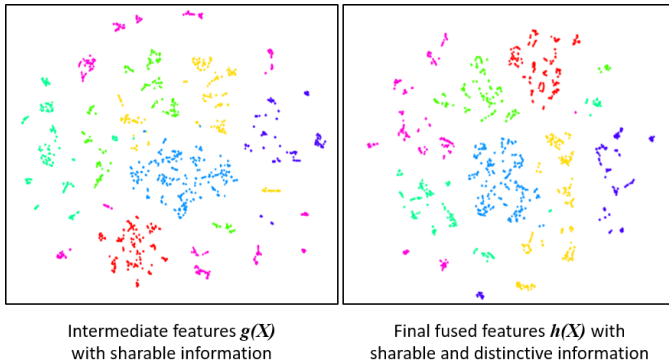 Intermediate features g(X)
with sharable information
Final fused features h(X) with
sharable and distinctive information